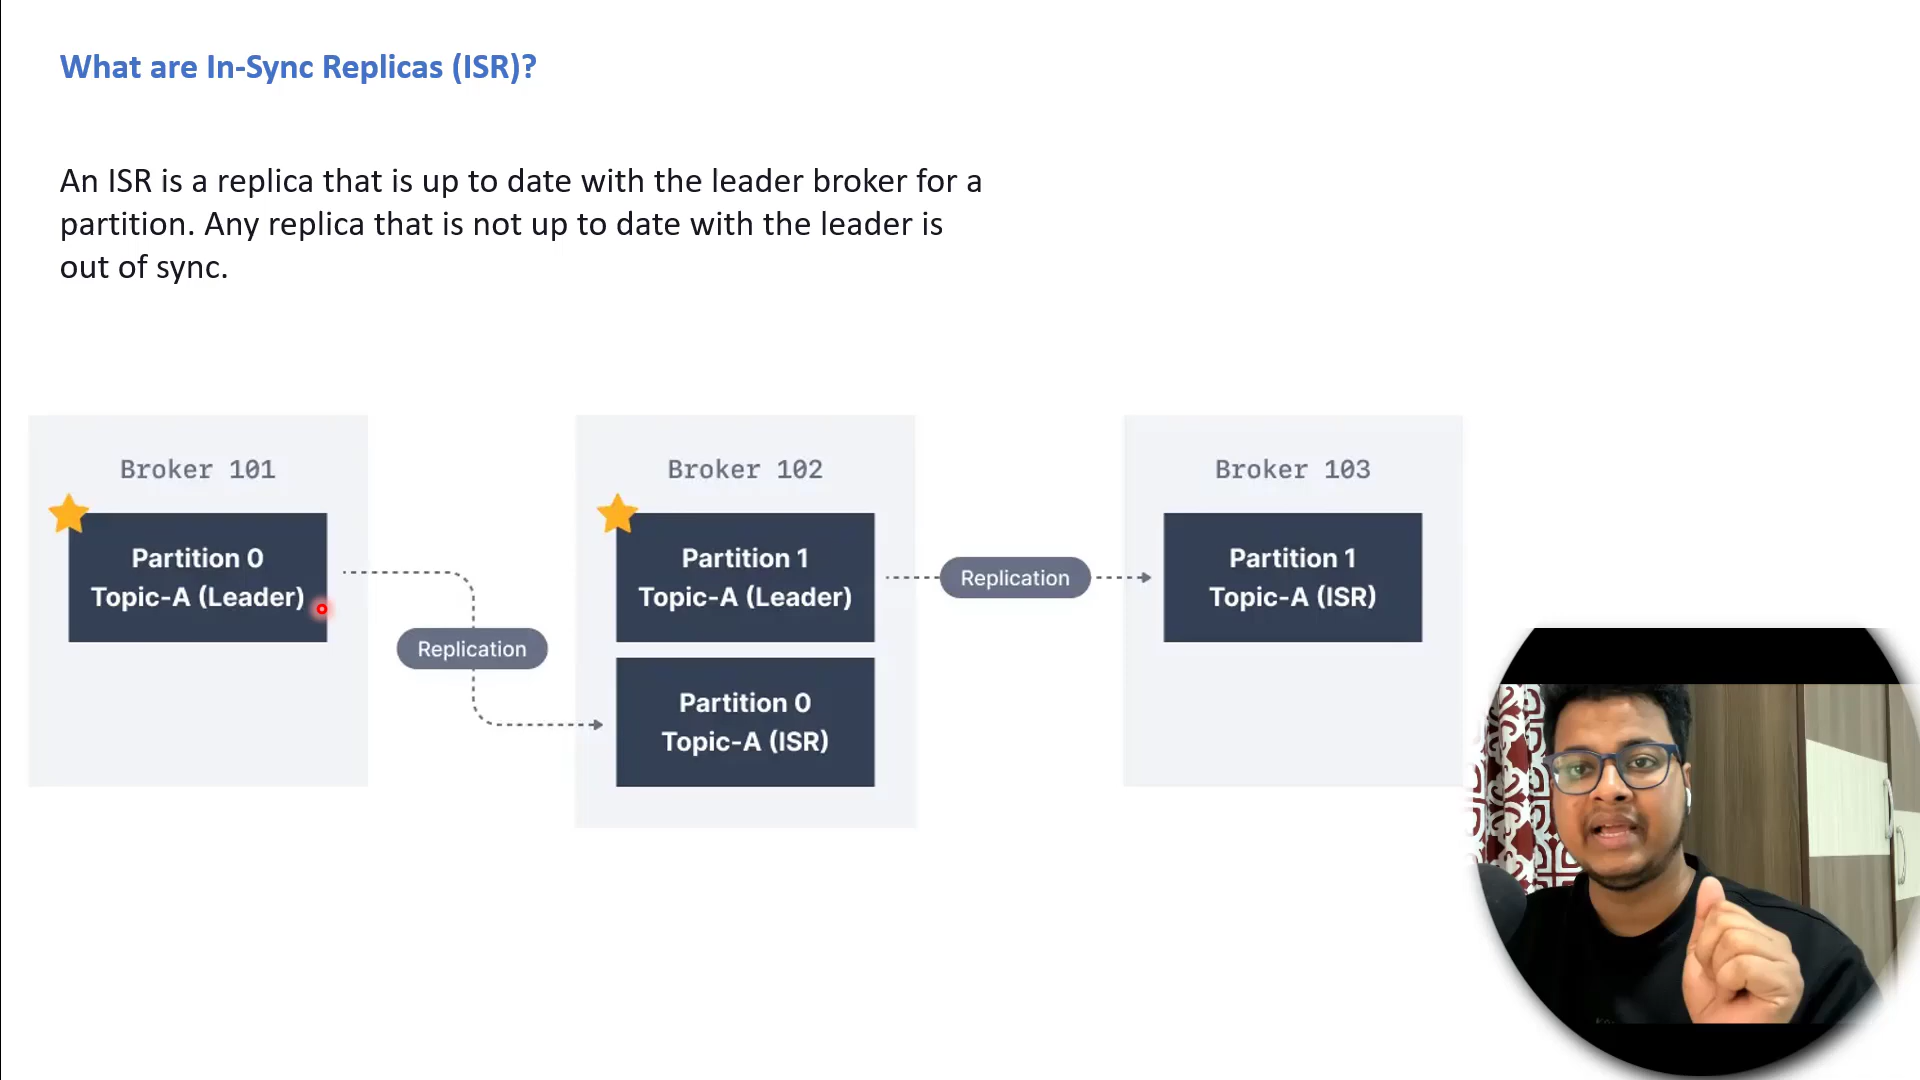 What are In-Sync Replicas (ISR)?
An ISR is a replica that is up to date with the leader broker for a
partition. Any replica that is not up to date with the leader is
out of sync.
Broker 101
Partition 0
Topic-A (Leader)
Replication
Broker 102
Partition 1
Topic-A (Leader)
Partition 0
Topic-A (ISR)
Replication
Broker 103
Partition 1
Topic-A (ISR)